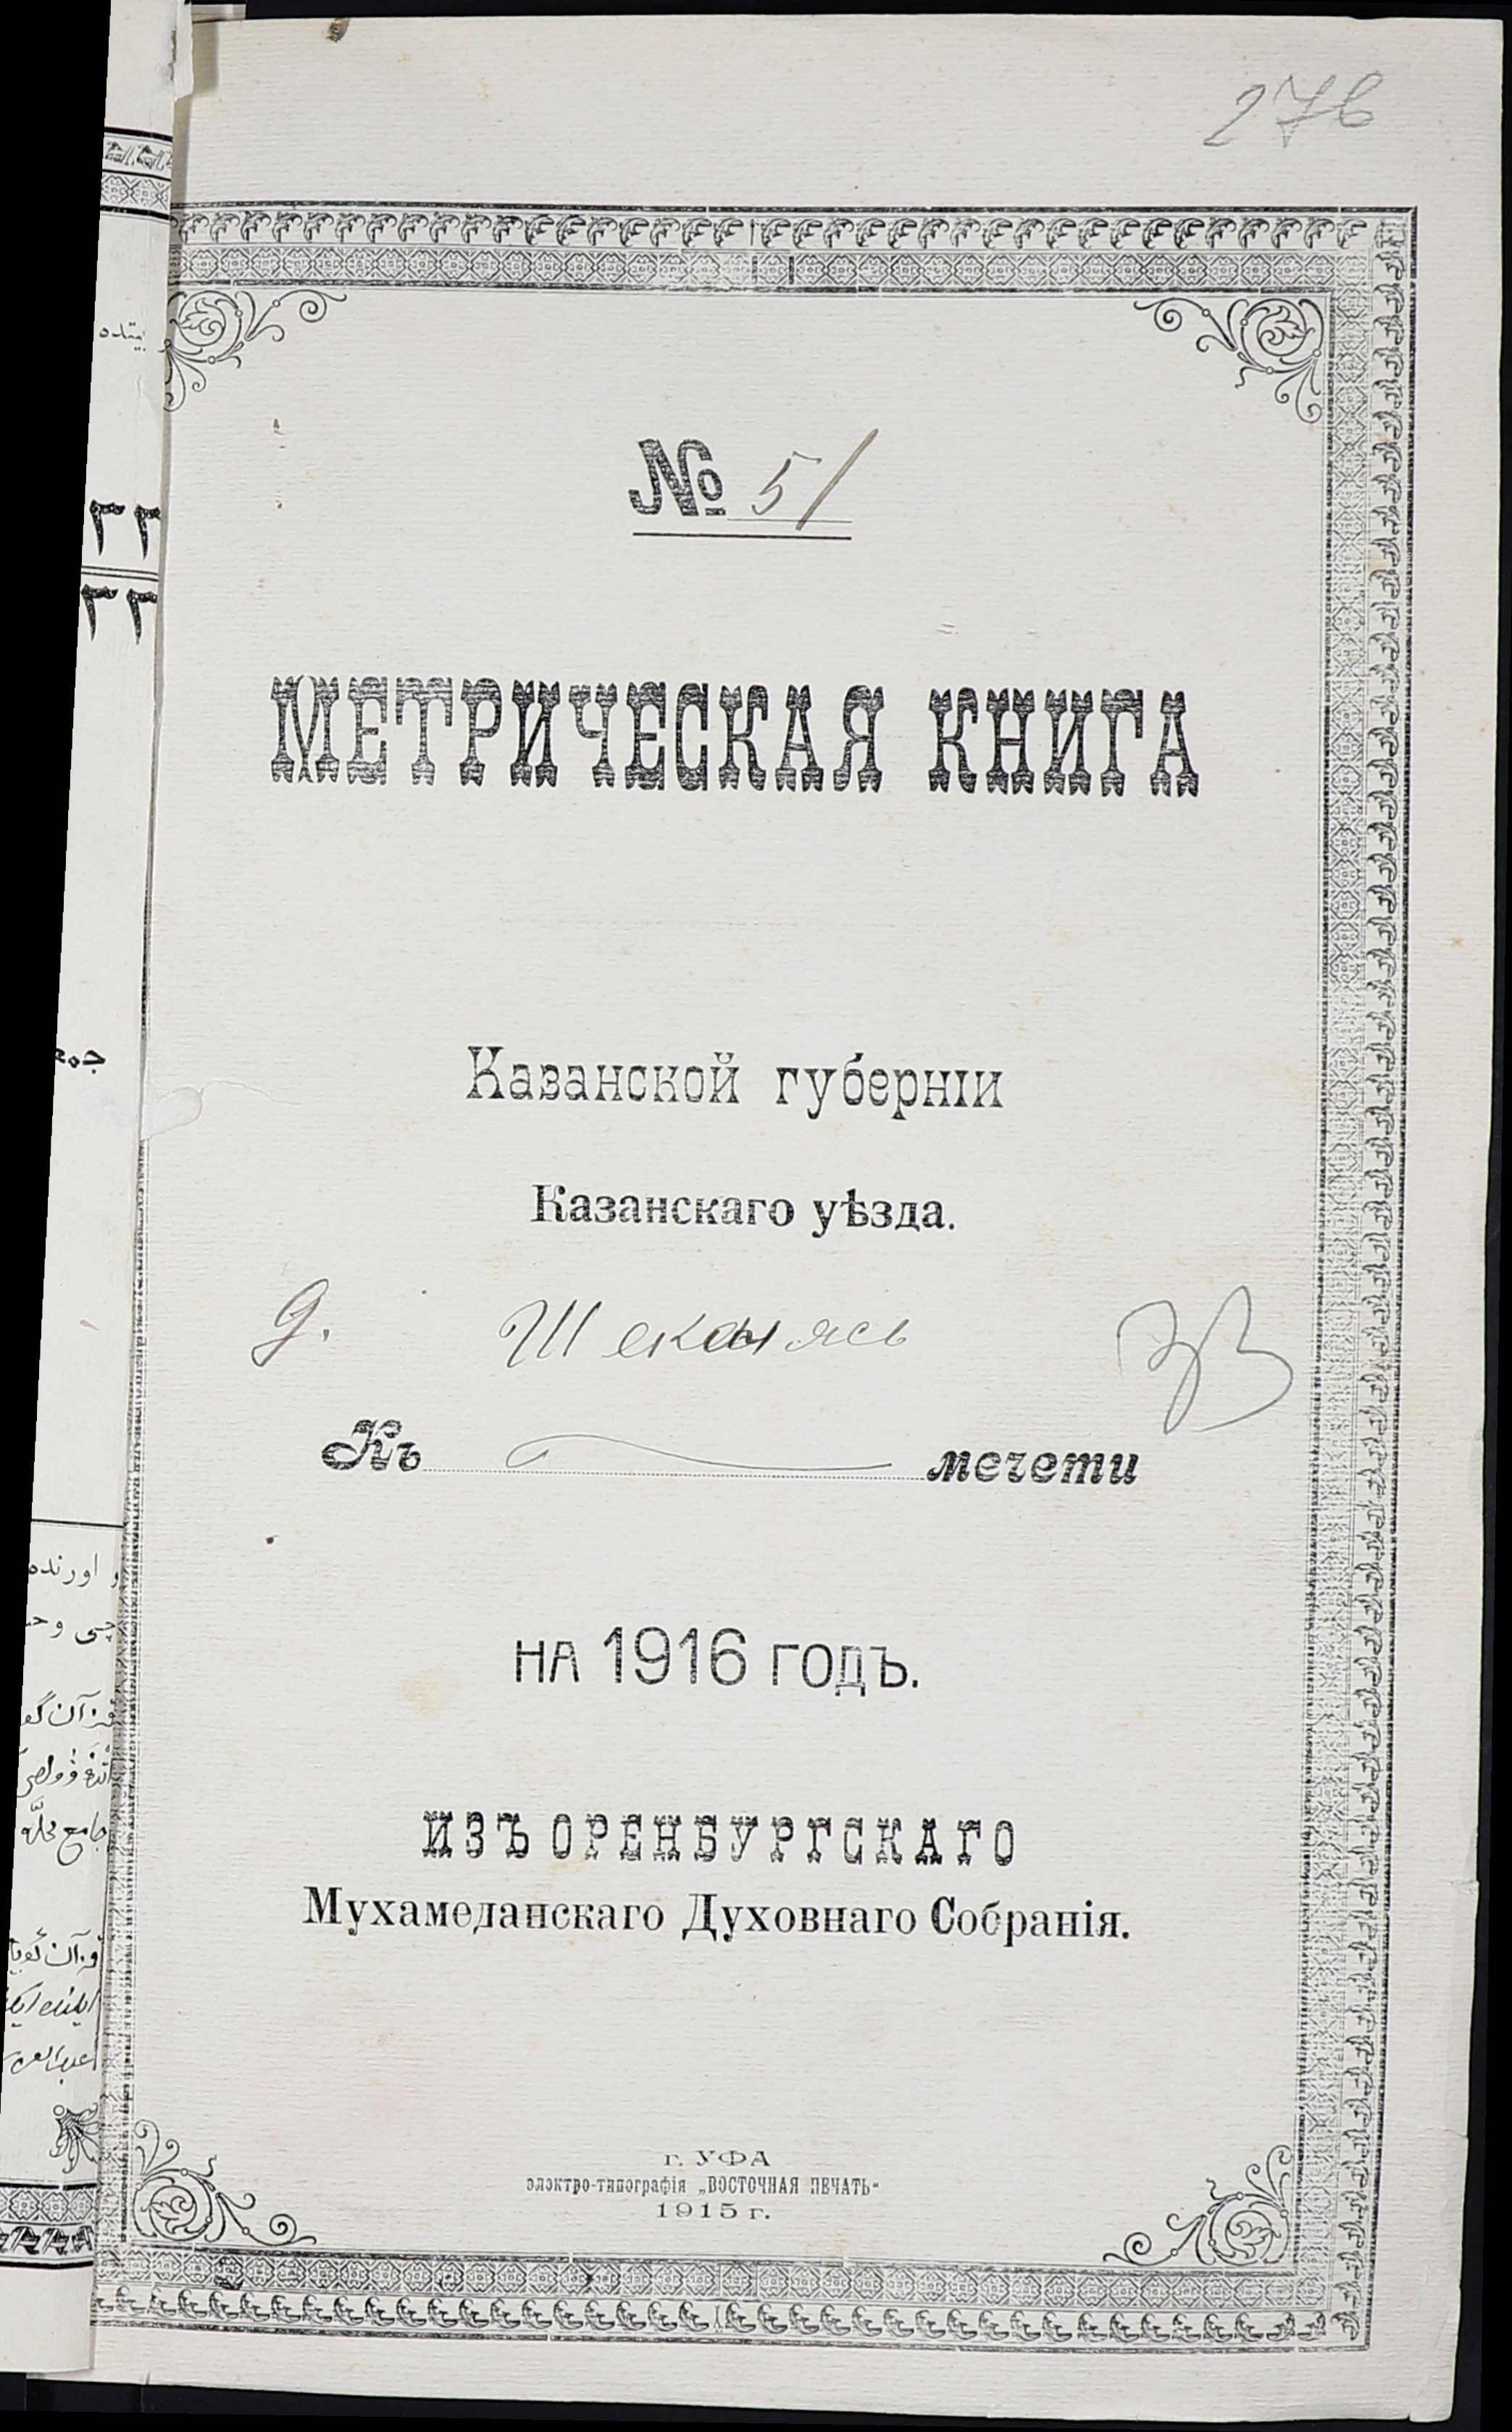 276
№ 51
МЕТРИЧЕСКАЯ КНИГА
Казанской губерніи
Казанскаго уѣзда.
д. Шеканясь
Къ мечети
НА 1916 ГОДЪ.
ИЗЪ ОРЕНБУРГСКАГО
Мухамеданскаго Духовнаго Собранія.
г. УФА
электро-типографія „ВОСТОЧНАЯ ПЕЧАТЬ“
1915 г.